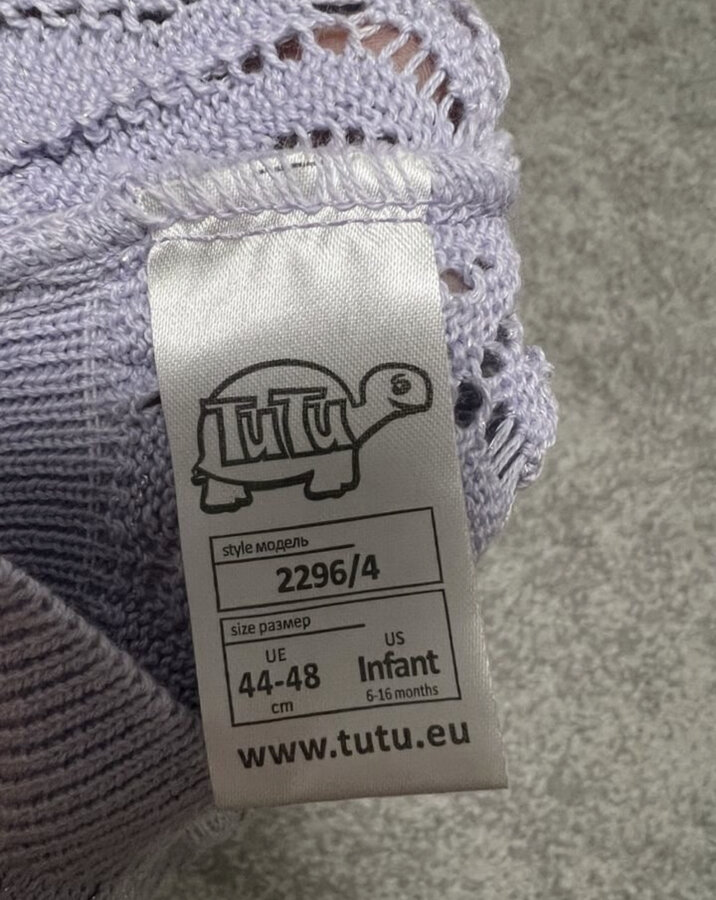 TuTu
style модель
2296/4
size размер
UE
44-48
cm
US
Infant
6-16 months
www.tutu.eu